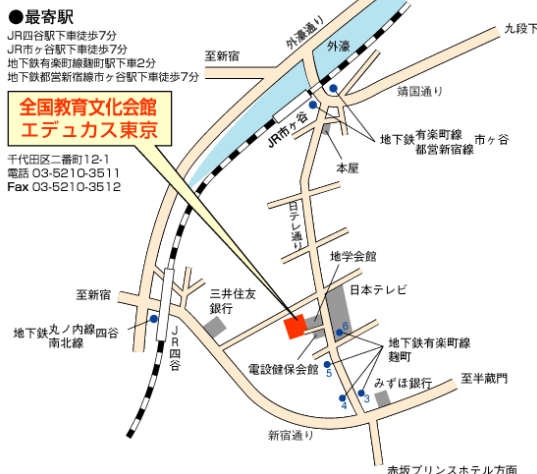 ●最寄駅
JR四谷駅下車徒歩7分
JR市ヶ谷駅下車徒歩7分
地下鉄有楽町線麹町駅下車2分
地下鉄都営新宿線市ヶ谷駅下車徒歩7分
全国教育文化会館
エデュカス東京
千代田区二番町12-1
電話 03-5210-3511
Fax 03-5210-3512
至新宿
外濠通り
外濠
九段下
靖国通り
JR市ヶ谷
地下鉄有楽町線 市ヶ谷
都営新宿線
本屋
日テレ通り
地学会館
日本テレビ
三井住友
銀行
至新宿
地下鉄丸ノ内線四谷
南北線
JR四谷
6
地下鉄有楽町線
麹町
電設健保会館
5
みずほ銀行
至半蔵門
4
3
新宿通り
赤坂プリンスホテル方面